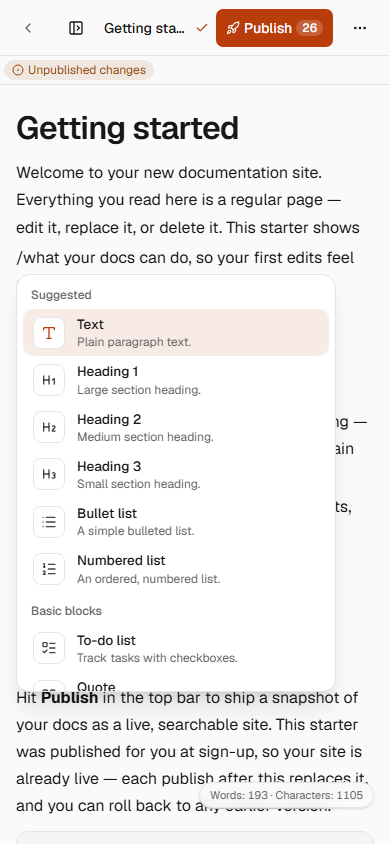 Getting sta...
Publish 26
Unpublished changes
Getting started
Welcome to your new documentation site.
Everything you read here is a regular page —
edit it, replace it, or delete it. This starter shows
/what your docs can do, so your first edits feel
Suggested
Text
Plain paragraph text.
H1
Heading 1
Large section heading.
H2
Heading 2
Medium section heading.
H3
Heading 3
Small section heading.
Bullet list
A simple bulleted list.
Numbered list
An ordered, numbered list.
Basic blocks
To-do list
Track tasks with checkboxes.
Quote
ng —
ain
ts,
Hit Publish in the top bar to ship a snapshot of
your docs as a live, searchable site. This starter
was published for you at sign-up, so your site is
already live — each publish after this replaces it,
and you can roll back to any earlier version.
Words: 193 · Characters: 1105